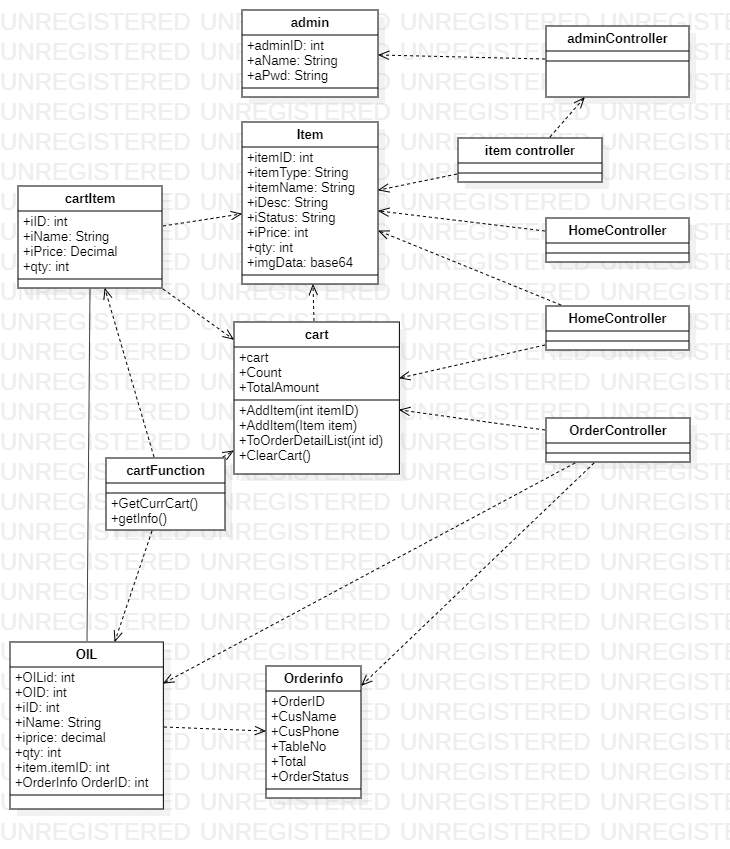 admin
+adminID: int
+aName: String
+aPwd: String
adminController
Item
+itemID: int
+itemType: String
+itemName: String
+iDesc: String
+iStatus: String
+iPrice: int
+qty: int
+imgData: base64
item controller
cartItem
+iID: int
+iName: String
+iPrice: Decimal
+qty: int
HomeController
HomeController
cart
+cart
+Count
+TotalAmount
+AddItem(int itemID)
+AddItem(Item item)
+ToOrderDetailList(int id)
+ClearCart()
OrderController
cartFunction
+GetCurrCart()
+getInfo()
OIL
+OILid: int
+OID: int
+iID: int
+iName: String
+iprice: decimal
+qty: int
+item.itemID: int
+OrderInfo OrderID: int
Orderinfo
+OrderID
+CusName
+CusPhone
+TableNo
+Total
+OrderStatus
UNREGISTERED